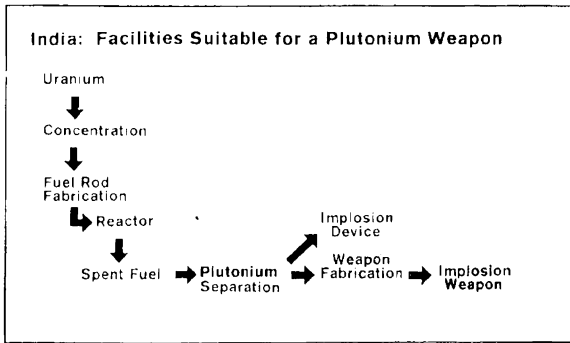 India: Facilities Suitable for a Plutonium Weapon
Uranium
Concentration
Fuel Rod
Fabrication
Reactor
Spent Fuel
Plutonium
Separation
Implosion
Device
Weapon
Fabrication
Implosion
Weapon